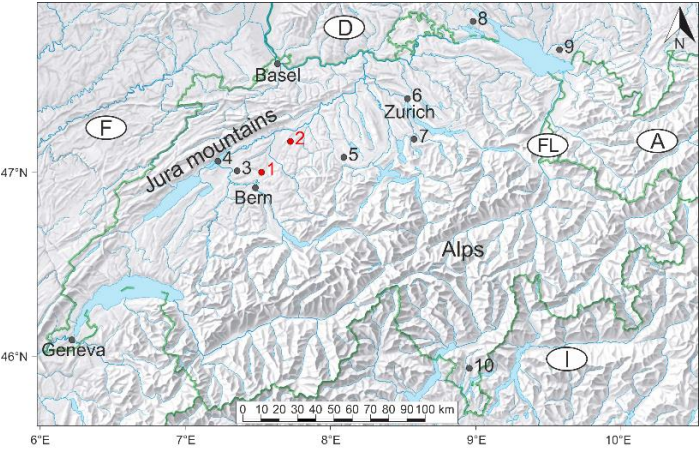 8
D
9
N
Basel
6
Zurich
F
Jura mountains
2
7
A
FL
4
5
3
1
47°N
Bern
Alps
46°N
Geneva
10
I
0 10 20 30 40 50 60 70 80 90 100 km
6°E 7°E 8°E 9°E 10°E